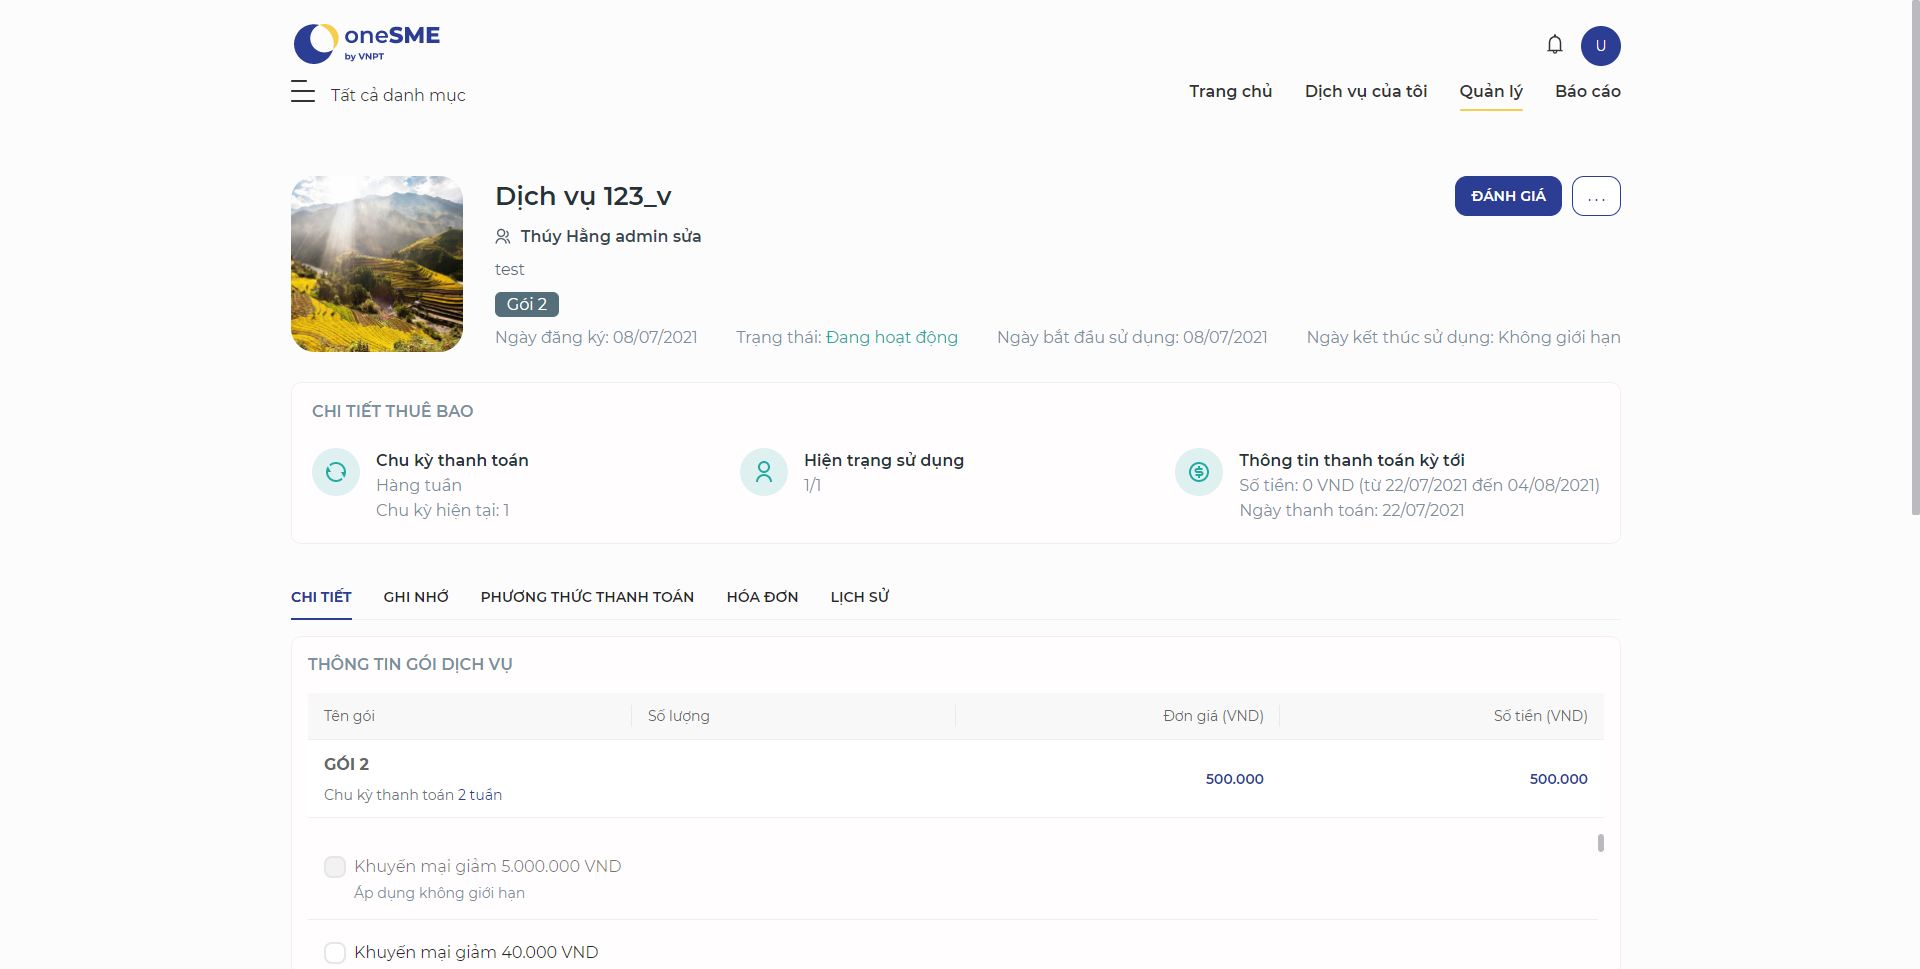 oneSME
by VNPT
U
Tất cả danh mục
Trang chủ
Dịch vụ của tôi
Quản lý
Báo cáo
Dịch vụ 123_v
ĐÁNH GIÁ
...
Thúy Hằng admin sửa
test
Gói 2
Ngày đăng ký: 08/07/2021
Trạng thái: Đang hoạt động
Ngày bắt đầu sử dụng: 08/07/2021
Ngày kết thúc sử dụng: Không giới hạn
CHI TIẾT THUÊ BAO
Chu kỳ thanh toán
Hàng tuần
Chu kỳ hiện tại: 1
Hiện trạng sử dụng
1/1
Thông tin thanh toán kỳ tới
Số tiền: 0 VND (từ 22/07/2021 đến 04/08/2021)
Ngày thanh toán: 22/07/2021
CHI TIẾT
GHI NHỚ
PHƯƠNG THỨC THANH TOÁN
HÓA ĐƠN
LỊCH SỬ
THÔNG TIN GÓI DỊCH VỤ
Tên gói
Số lượng
Đơn giá (VND)
Số tiền (VND)
GÓI 2
Chu kỳ thanh toán 2 tuần
500.000
500.000
Khuyến mại giảm 5.000.000 VND
Áp dụng không giới hạn
Khuyến mại giảm 40.000 VND